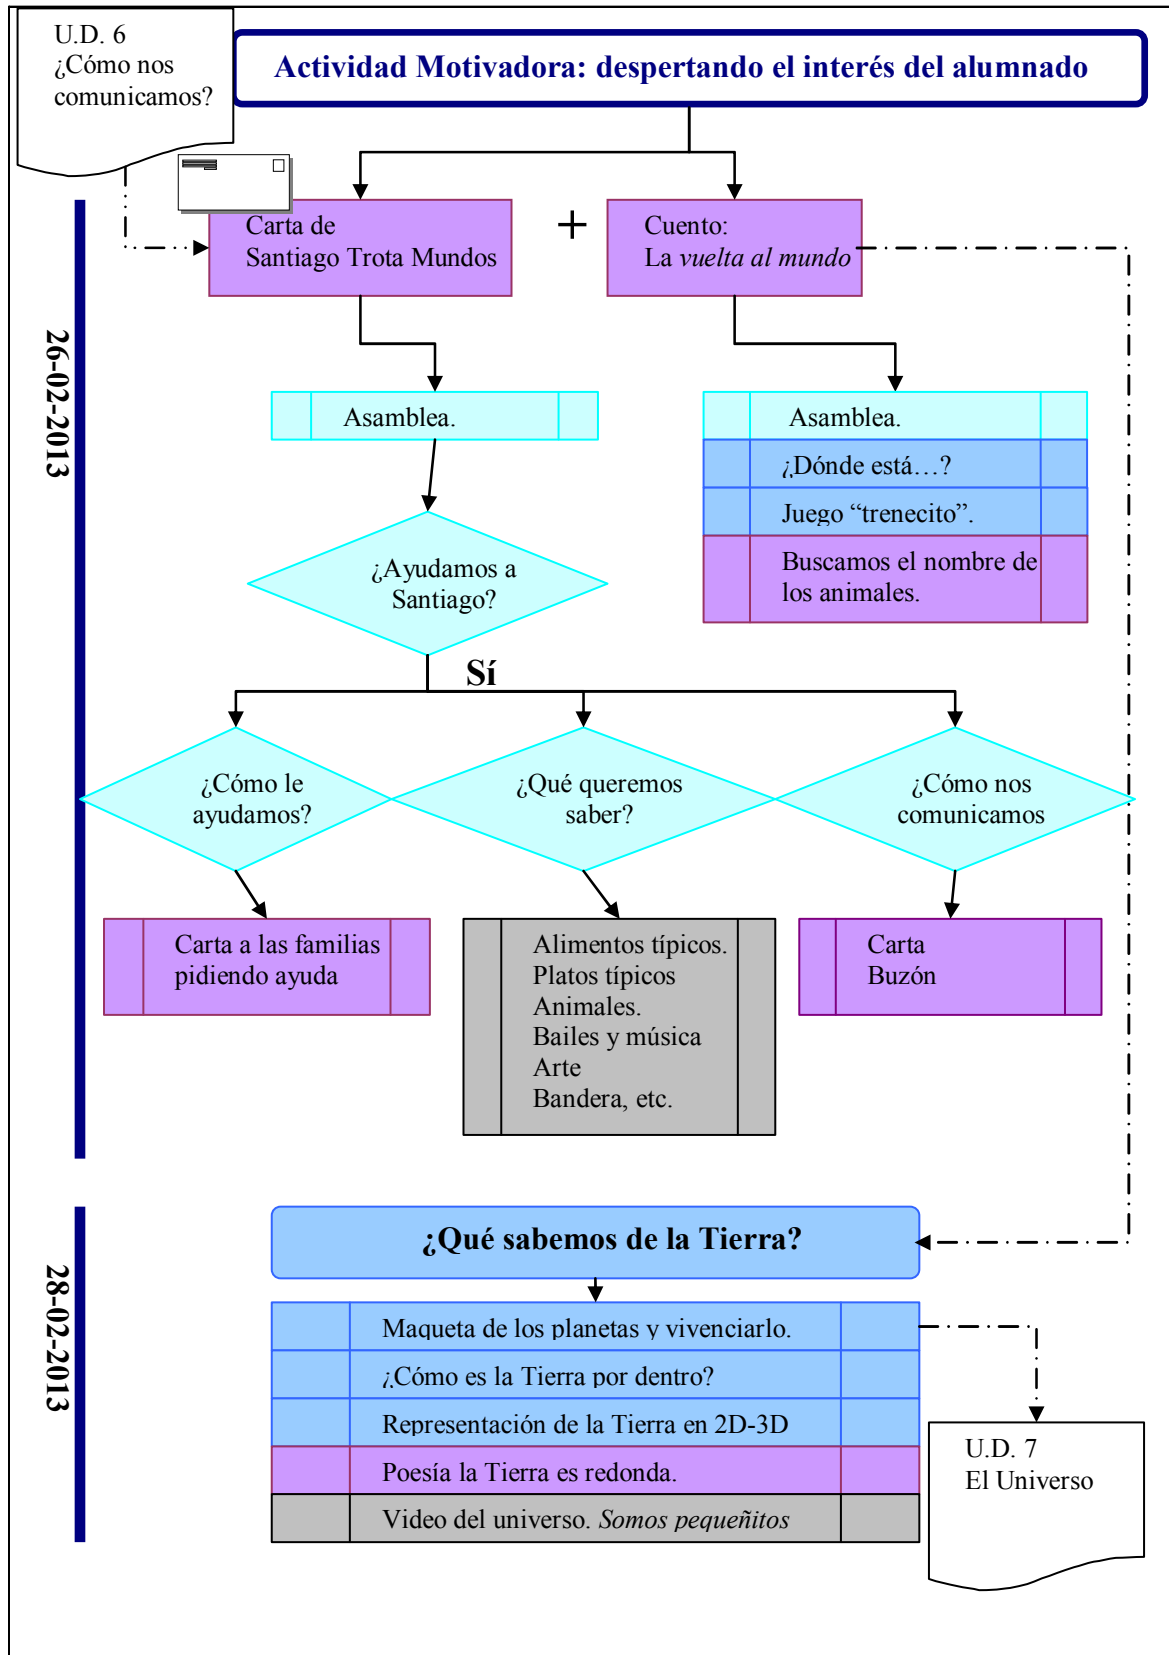 U.D. 6
¿Cómo nos
comunicamos?
Actividad Motivadora: despertando el interés del alumnado
Carta de
Santiago Trota Mundos
+
Cuento:
La vuelta al mundo
26-02-2013
Asamblea.
Asamblea.
¿Dónde está…?
Juego “trenecito”.
Buscamos el nombre de
los animales.
¿Ayudamos a
Santiago?
Sí
¿Cómo le
ayudamos?
¿Qué queremos
saber?
¿Cómo nos
comunicamos
Carta a las familias
pidiendo ayuda
Alimentos típicos.
Platos típicos
Animales.
Bailes y música
Arte
Bandera, etc.
Carta
Buzón
28-02-2013
¿Qué sabemos de la Tierra?
Maqueta de los planetas y vivenciarlo.
¿Cómo es la Tierra por dentro?
Representación de la Tierra en 2D-3D
Poesía la Tierra es redonda.
Video del universo. Somos pequeñitos
U.D. 7
El Universo